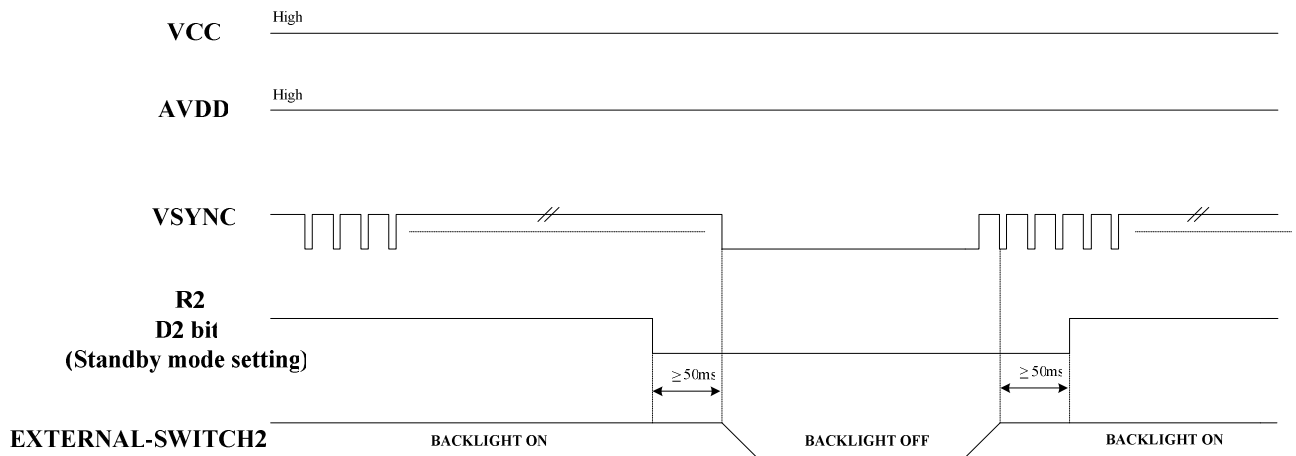 VCC
High
AVDD
High
VSYNC
R2
D2 bit
(Standby mode setting)
≥50ms
≥50ms
EXTERNAL-SWITCH2
BACKLIGHT ON
BACKLIGHT OFF
BACKLIGHT ON